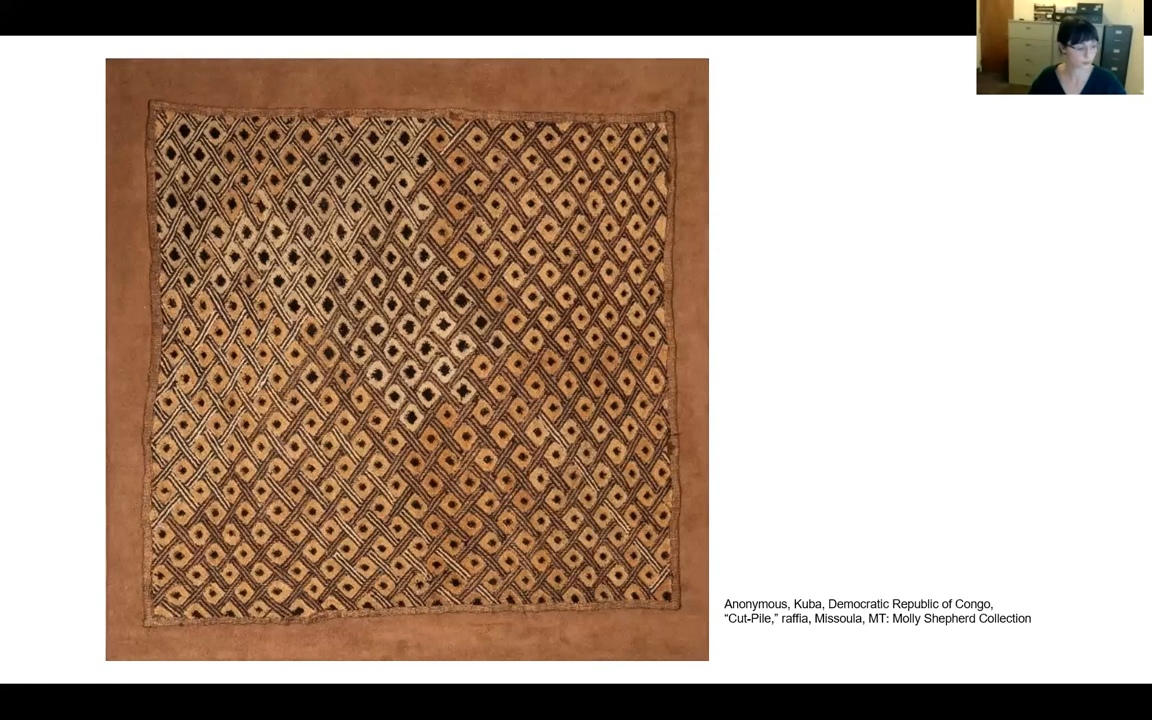 Anonymous, Kuba, Democratic Republic of Congo,
“Cut-Pile,” raffia, Missoula, MT: Molly Shepherd Collection